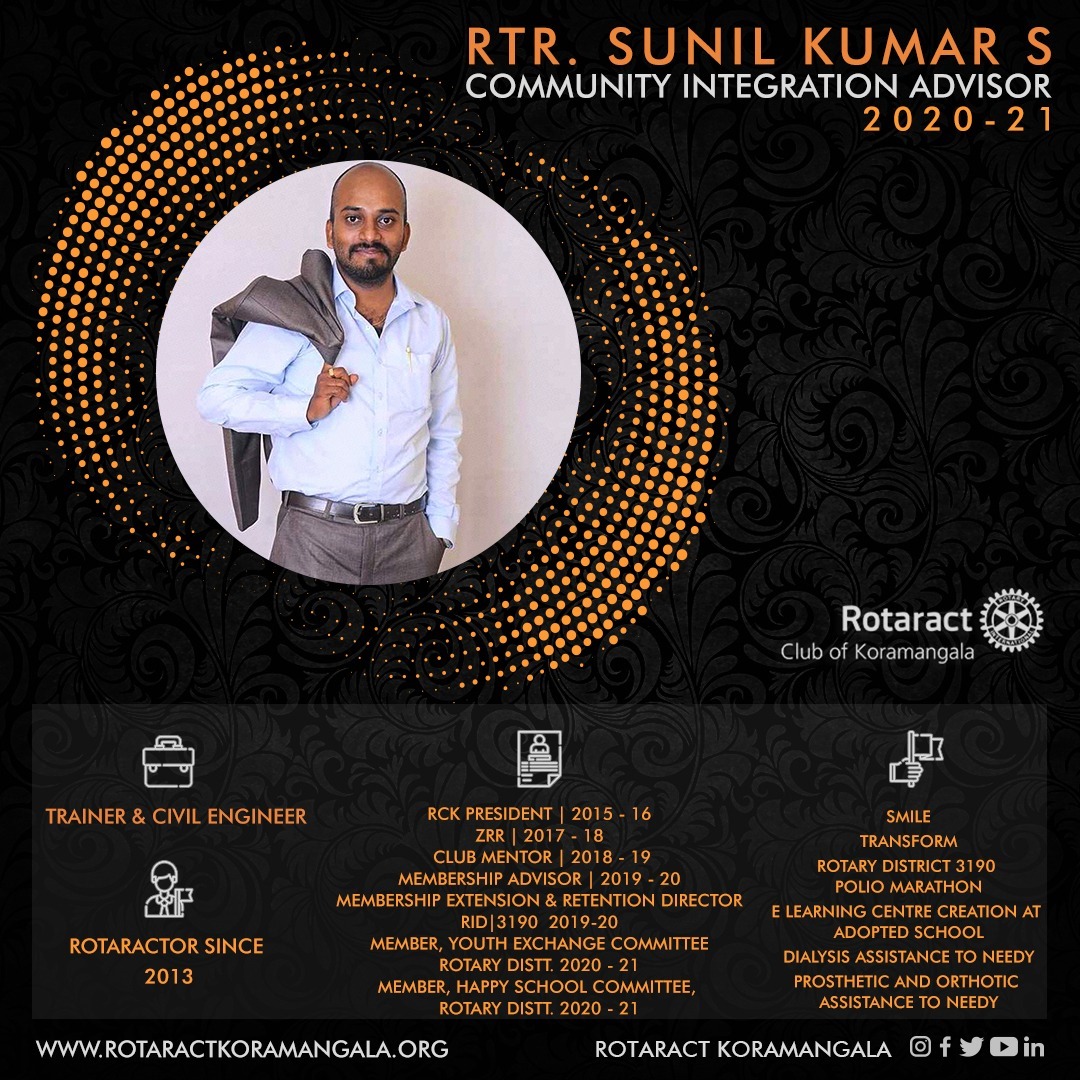 RTR. SUNIL KUMAR S
COMMUNITY INTEGRATION ADVISOR
2020-21
Rotaract
Club of Koramangala
ROTARY
INTERNATIONAL
TRAINER & CIVIL ENGINEER
ROTARACTOR SINCE
2013
RCK PRESIDENT | 2015 - 16
ZRR | 2017 - 18
CLUB MENTOR | 2018 - 19
MEMBERSHIP ADVISOR | 2019 - 20
MEMBERSHIP EXTENSION & RETENTION DIRECTOR
RID|3190 2019-20
MEMBER, YOUTH EXCHANGE COMMITTEE
ROTARY DISTT. 2020 - 21
MEMBER, HAPPY SCHOOL COMMITTEE,
ROTARY DISTT. 2020 - 21
SMILE
TRANSFORM
ROTARY DISTRICT 3190
POLIO MARATHON
E LEARNING CENTRE CREATION AT
ADOPTED SCHOOL
DIALYSIS ASSISTANCE TO NEEDY
PROSTHETIC AND ORTHOTIC
ASSISTANCE TO NEEDY
WWW.ROTARACTKORAMANGALA.ORG
ROTARACT KORAMANGALA